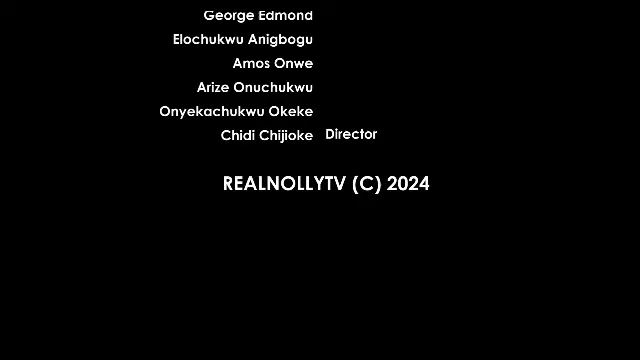 George Edmond
Elochukwu Anigbogu
Amos Onwe
Arize Onuchukwu
Onyekachukwu Okeke
Chidi Chijioke Director
REALNOLLYTV (C) 2024